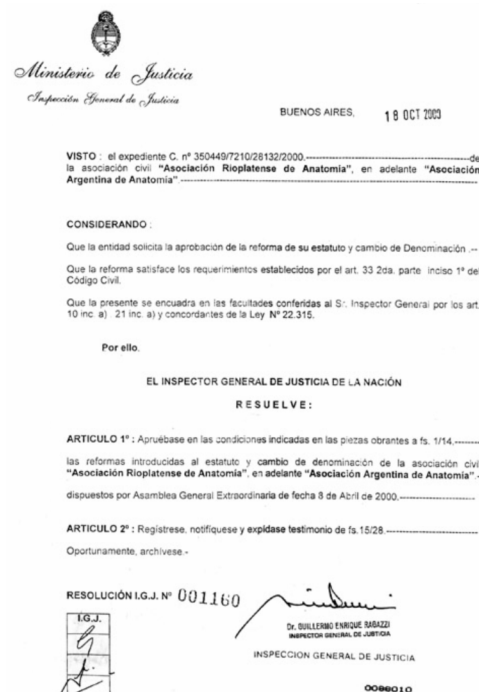 Ministerio de Justicia
Inspección General de Justicia
BUENOS AIRES, 18 OCT 2000
VISTO : el expediente C. nº 350449/7210/28132/2000.-----------------------------------------de
la asociación civil "Asociación Rioplatense de Anatomia", en adelante "Asociación
Argentina de Anatomia".--------------------------------------------------------------------
CONSIDERANDO :
Que la entidad solicita la aprobación de la reforma de su estatuto y cambio de Denominación .--
Que la reforma satisface los requerimientos establecidos por el art. 33 2da. parte inciso 1º del
Código Civil.
Que la presente se encuadra en las facultades conferidas al Sr. Inspector General por los art.
10 inc. a) 21 inc. a) y concordantes de la Ley Nº 22.315.
Por ello.
EL INSPECTOR GENERAL DE JUSTICIA DE LA NACIÓN
RESUELVE:
ARTICULO 1º : Apruébase en las condiciones indicadas en las piezas obrantes a fs. 1/14.--------
las reformas introducidas al estatuto y cambio de denominación de la asociación civil
"Asociación Rioplatense de Anatomia", en adelante "Asociación Argentina de Anatomia".-
dispuestos por Asamblea General Extraordinaria de fecha 8 de Abril de 2000.--------------------
ARTICULO 2º : Regístrese, notifíquese y expídase testimonio de fs.15/28.-----------------------
Oportunamente, archívese.-
RESOLUCIÓN I.G.J. Nº 001160
I.G.J.
Dr. GUILLERMO ENRIQUE RAGAZZI
INSPECTOR GENERAL DE JUSTICIA
INSPECCION GENERAL DE JUSTICIA
0098010